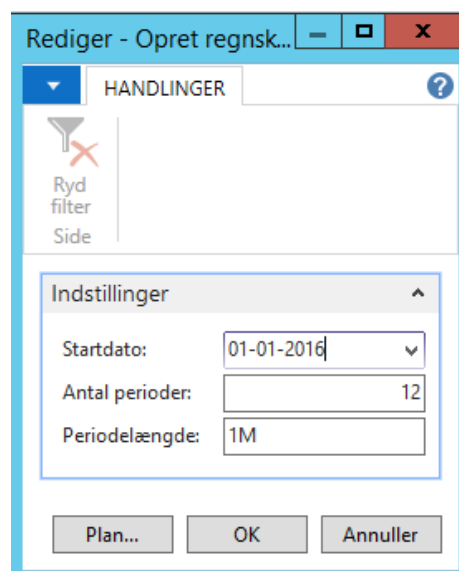 Rediger - Opret regnsk...
HANDLINGER
Ryd
filter
Side
Indstillinger
Startdato: 01-01-2016
Antal perioder: 12
Periodelængde: 1M
Plan... OK Annuller